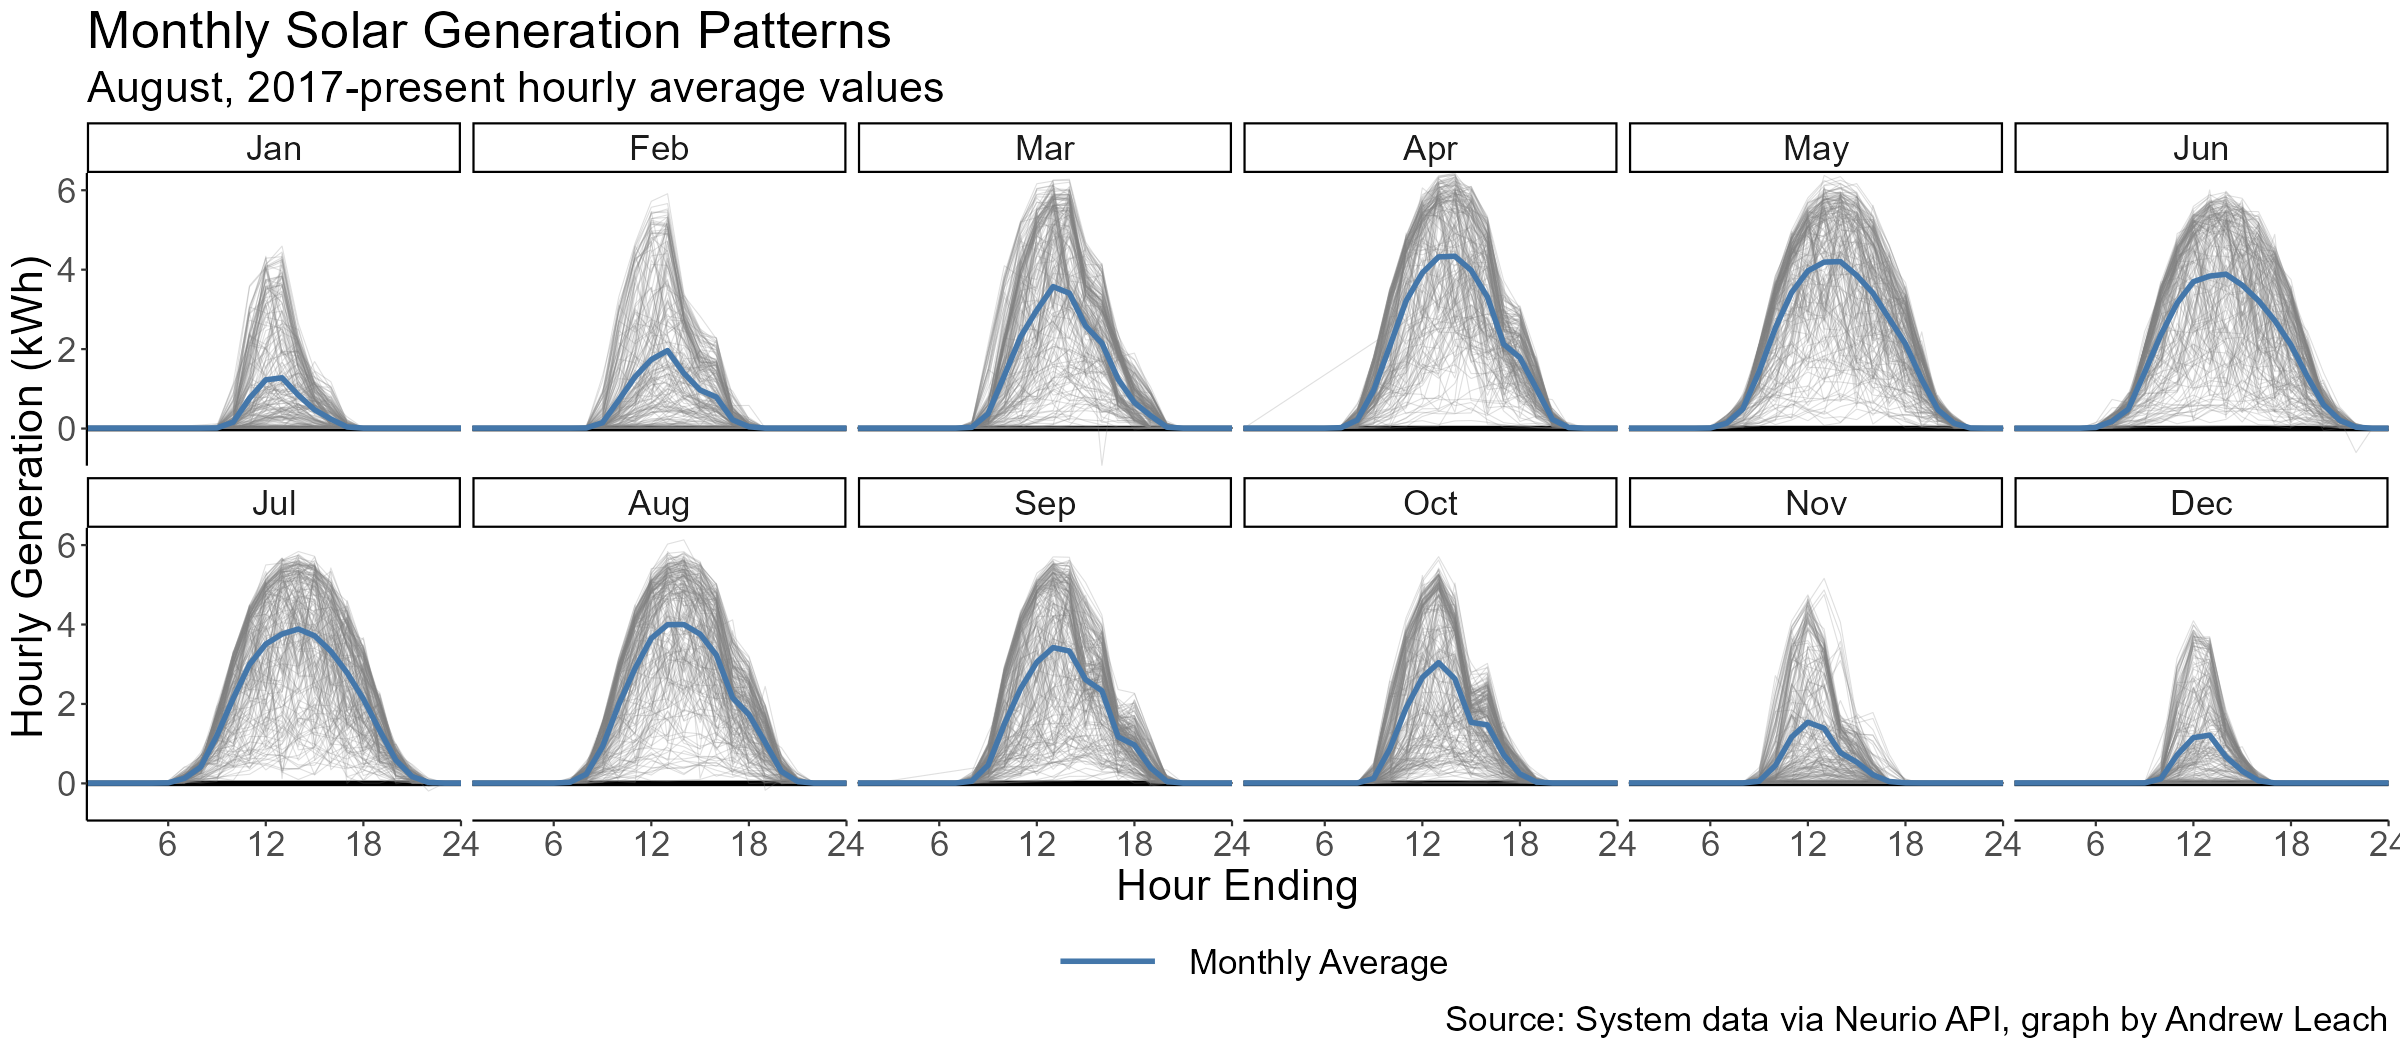 Monthly Solar Generation Patterns
August, 2017-present hourly average values
Jan Feb Mar Apr May Jun
6
4
2
0
Jul Aug Sep Oct Nov Dec
6
4
2
0
6 12 18 24 6 12 18 24 6 12 18 24 6 12 18 24 6 12 18 24 6 12 18 24
Hourly Generation (kWh)
Hour Ending
Monthly Average
Source: System data via Neurio API, graph by Andrew Leach